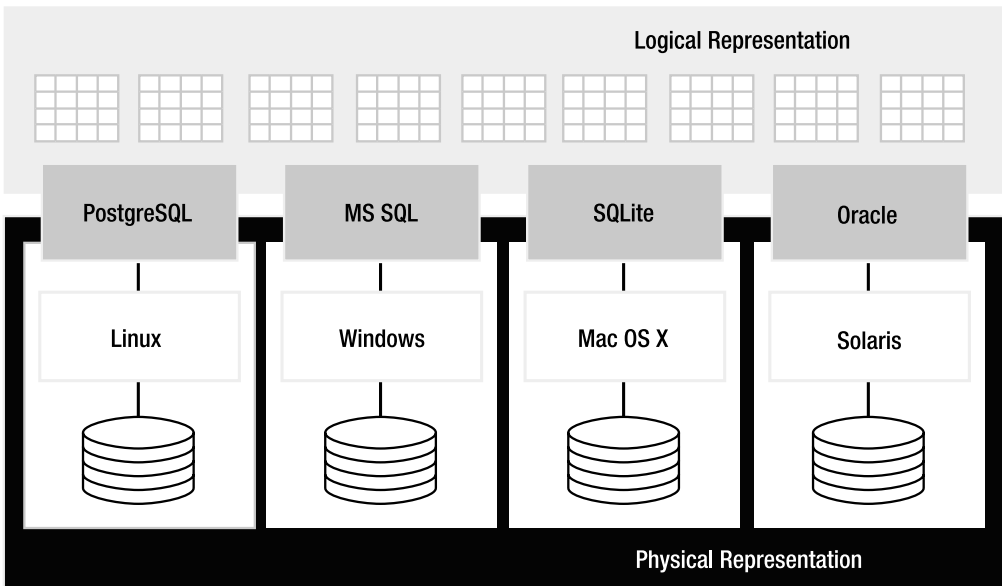 Logical Representation
PostgreSQL
MS SQL
SQLite
Oracle
Linux
Windows
Mac OS X
Solaris
Physical Representation